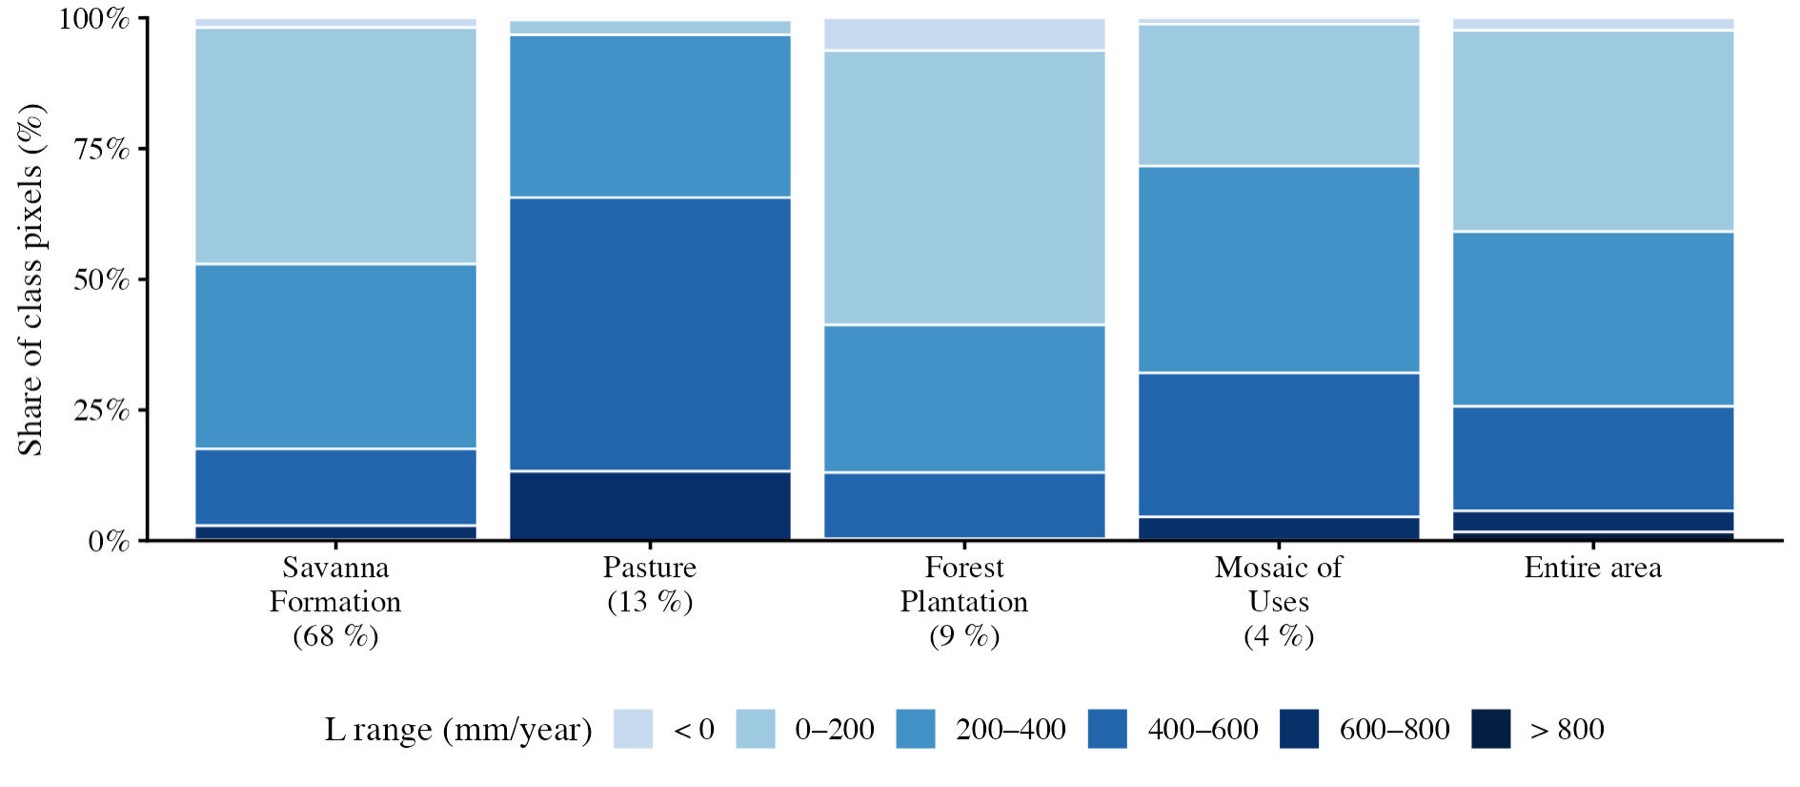 Share of class pixels (%)
100%
75%
50%
25%
0%
Savanna
Formation
(68 %)
Pasture
(13 %)
Forest
Plantation
(9 %)
Mosaic of
Uses
(4 %)
Entire area
L range (mm/year)
< 0
0–200
200–400
400–600
600–800
> 800